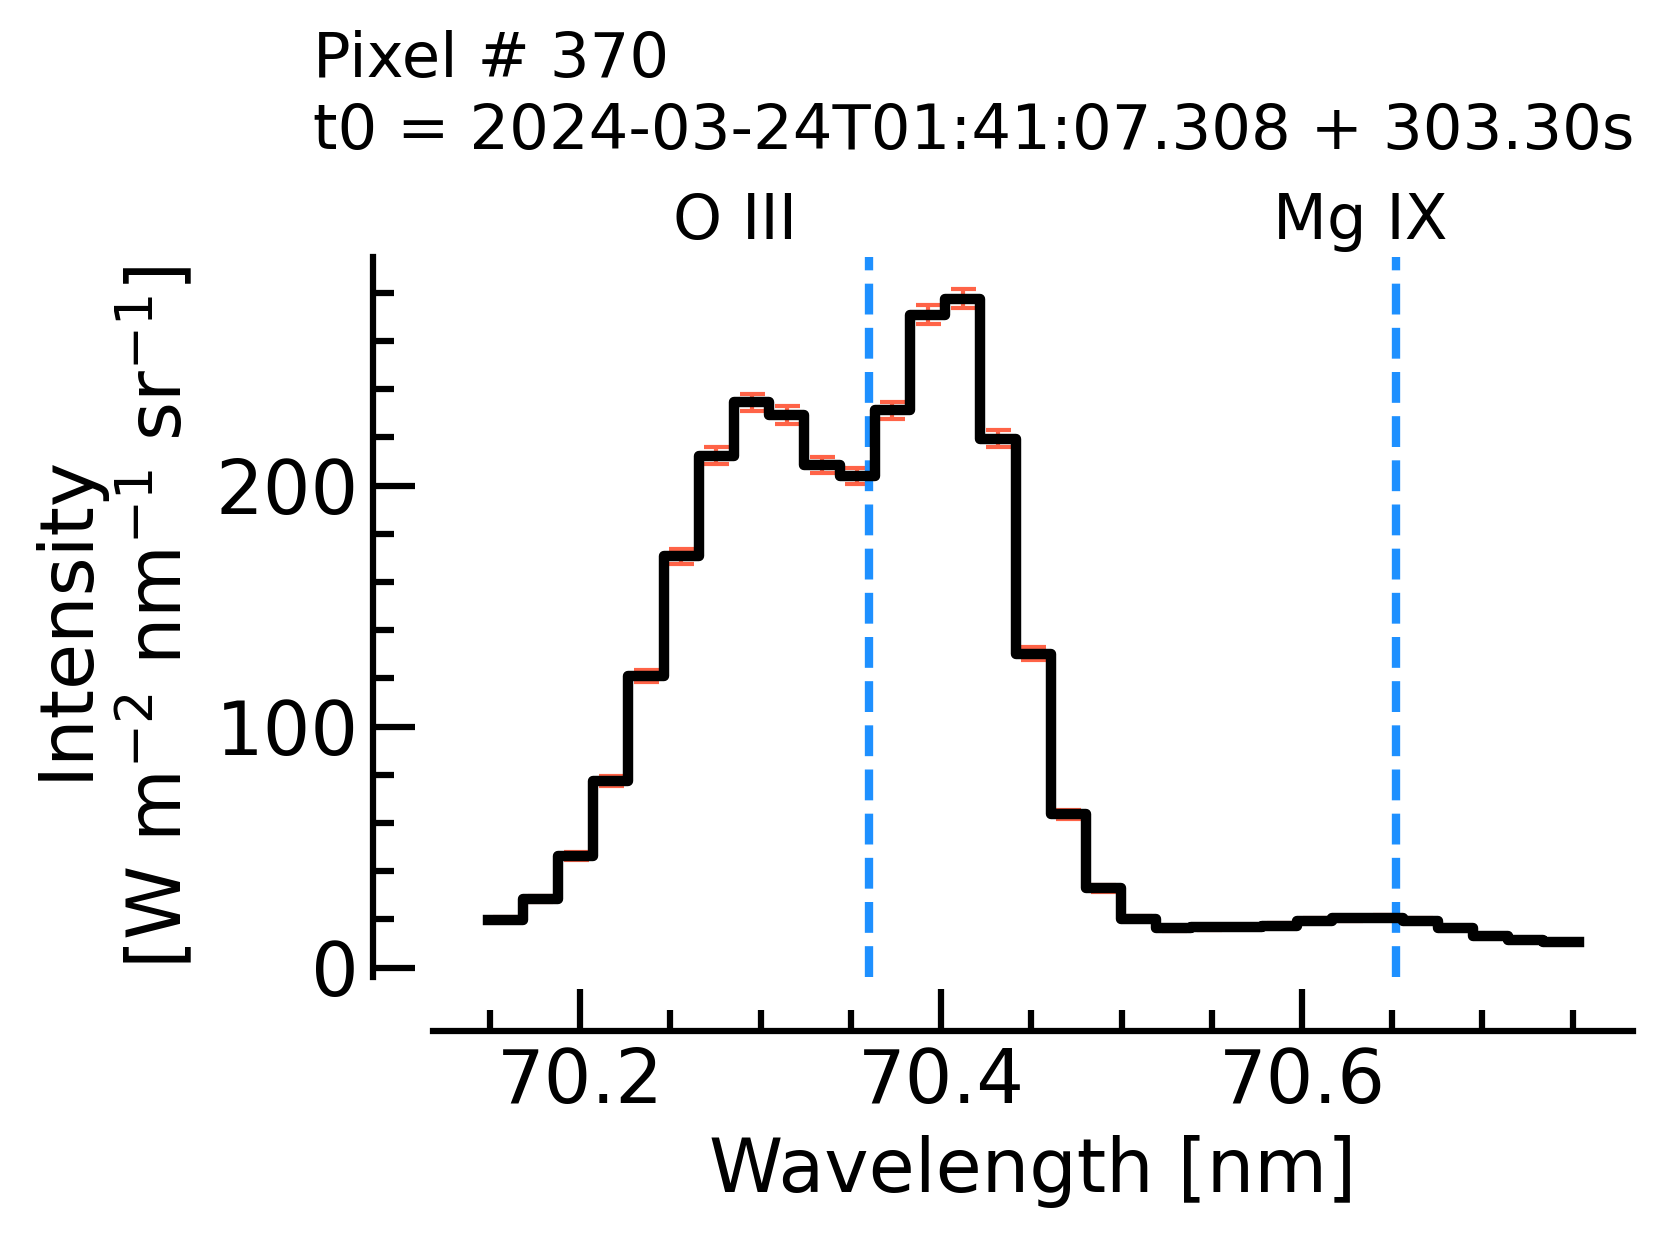 Pixel # 370
t0 = 2024-03-24T01:41:07.308 + 303.30s
O III
Mg IX
Intensity
[W m⁻² nm⁻¹ sr⁻¹]
200
100
0
70.2
70.4
70.6
Wavelength [nm]